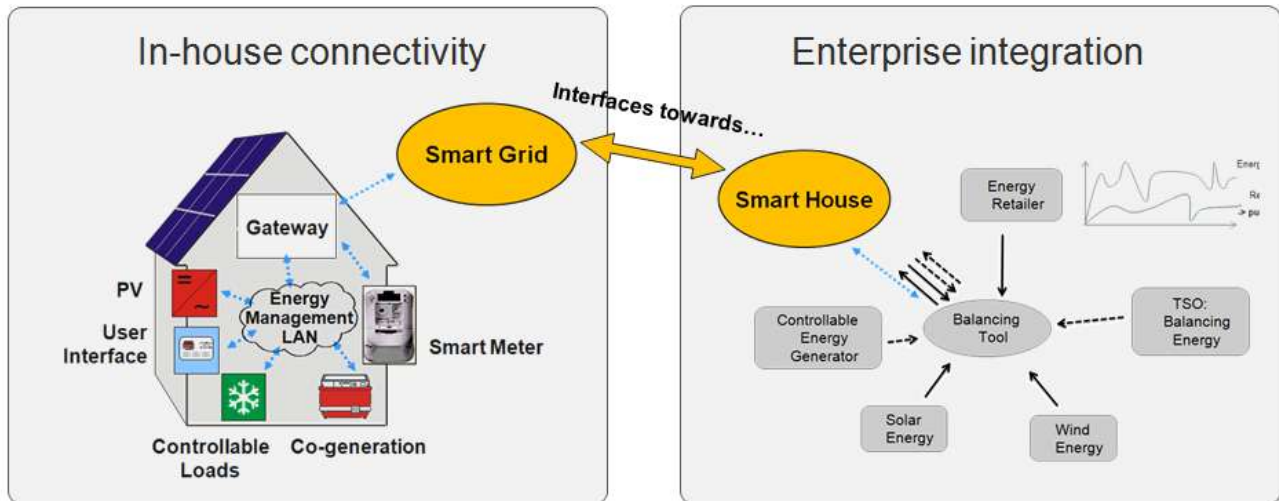 In-house connectivity
Smart Grid
Gateway
PV
Energy
Management
LAN
User
Interface
Smart Meter
Controllable
Loads
Co-generation
Interfaces towards...
Enterprise integration
Smart House
Energy
Retailer
Controllable
Energy
Generator
Balancing
Tool
TSO:
Balancing
Energy
Solar
Energy
Wind
Energy